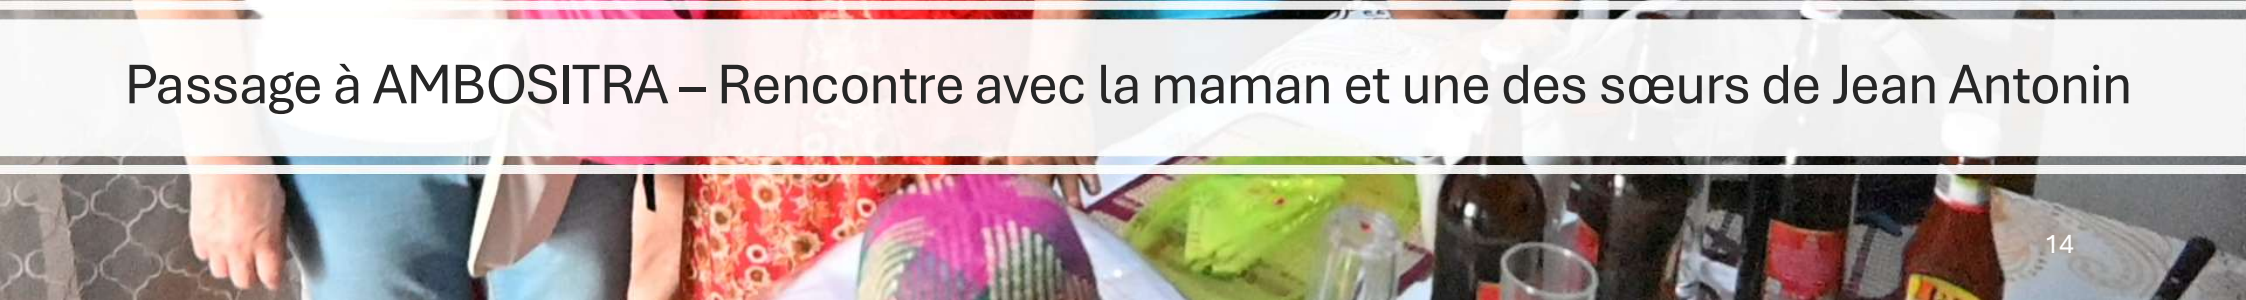 Passage à AMBOSITRA – Rencontre avec la maman et une des sœurs de Jean Antonin
14